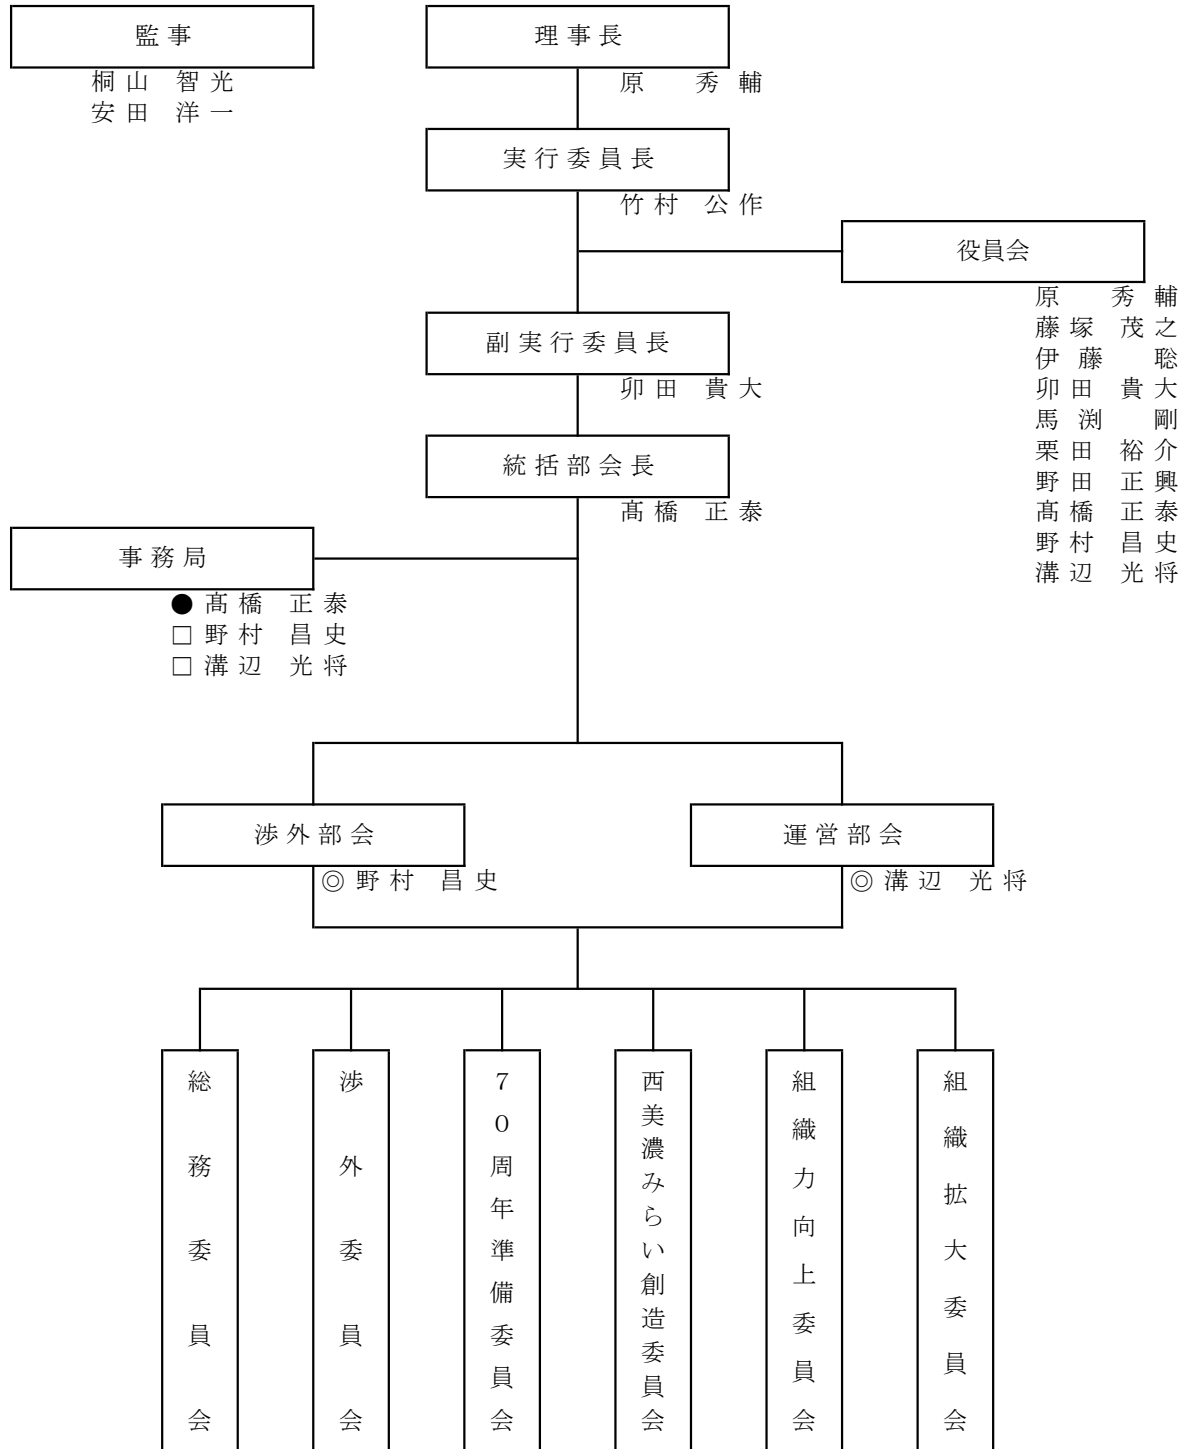 監事
桐山　智光
安田　洋一
理事長
原　秀輔
実行委員長
竹村　公作
役員会
原　秀輔
藤塚　茂之
伊藤　聡
卯田　貴大
馬渕　剛
栗田　裕介
野田　正興
髙橋　正泰
野村　昌史
溝辺　光将
副実行委員長
卯田　貴大
統括部会長
髙橋　正泰
事務局
●髙橋　正泰
□野村　昌史
□溝辺　光将
渉外部会
◎野村　昌史
運営部会
◎溝辺　光将
総務委員会
渉外委員会
７０周年準備委員会
西美濃みらい創造委員会
組織力向上委員会
組織拡大委員会